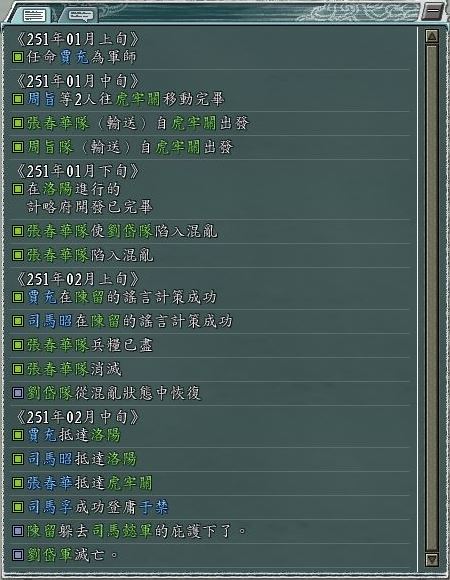 《251年01月上旬》
任命賈充為軍師
《251年01月中旬》
周旨等2人往虎牢關移動完畢
張春華隊（輸送）自虎牢關出發
周旨隊（輸送）自虎牢關出發
《251年01月下旬》
在洛陽進行的
計略府開發已完畢
張春華隊使劉岱隊陷入混亂
張春華隊陷入混亂
《251年02月上旬》
賈充在陳留的謠言計策成功
司馬昭在陳留的謠言計策成功
張春華隊兵糧已盡
張春華隊消滅
劉岱隊從混亂狀態中恢復
《251年02月中旬》
賈充抵達洛陽
司馬昭抵達洛陽
張春華抵達虎牢關
司馬孚成功登庸于禁
陳留躲去司馬懿軍的庇護下了。
劉岱軍滅亡。